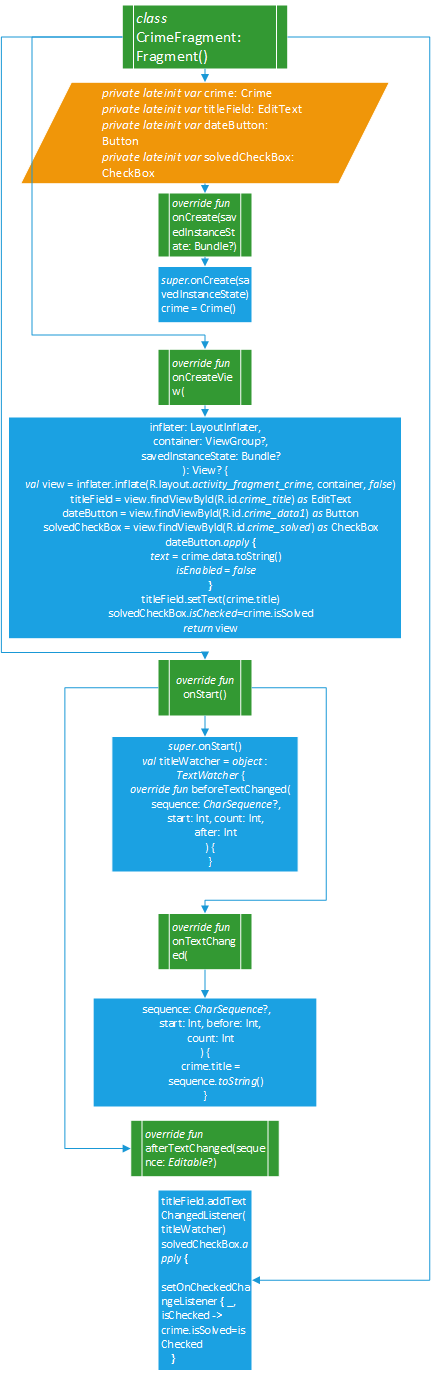 class
CrimeFragment:
Fragment()
private lateinit var crime: Crime
private lateinit var titleField: EditText
private lateinit var dateButton:
Button
private lateinit var solvedCheckBox:
CheckBox
override fun
onCreate(sav
edInstanceSt
ate: Bundle?)
super.onCreate(sa
vedInstanceState)
crime = Crime()
override fun
onCreateVie
w(
inflater: LayoutInflater,
container: ViewGroup?,
savedInstanceState: Bundle?
): View? {
val view = inflater.inflate(R.layout.activity_fragment_crime, container, false)
titleField = view.findViewById(R.id.crime_title) as EditText
dateButton = view.findViewById(R.id.crime_data1) as Button
solvedCheckBox = view.findViewById(R.id.crime_solved) as CheckBox
dateButton.apply {
text = crime.data.toString()
isEnabled = false
}
titleField.setText(crime.title)
solvedCheckBox.isChecked=crime.isSolved
return view
override fun
onStart()
super.onStart()
val titleWatcher = object :
TextWatcher {
override fun beforeTextChanged(
sequence: CharSequence?,
start: Int, count: Int,
after: Int
) {
}
override fun
onTextChang
ed(
sequence: CharSequence?,
start: Int, before: Int,
count: Int
) {
crime.title =
sequence.toString()
}
override fun
afterTextChanged(seque
nce: Editable?)
titleField.addText
ChangedListener(
titleWatcher)
solvedCheckBox.a
pply {
setOnCheckedCha
ngeListener { _,
isChecked ->
crime.isSolved=is
Checked
}